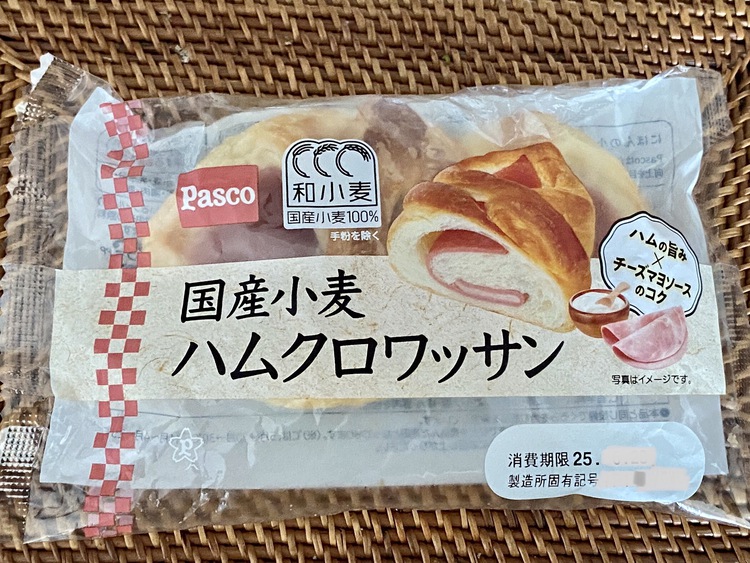 Pasco
和小麦
国産小麦100%
手粉を除く
国産小麦
ハムクロワッサン
ハムの旨み
×
チーズマヨソース
のコク
写真はイメージです。
消費期限 25.
製造所固有記号